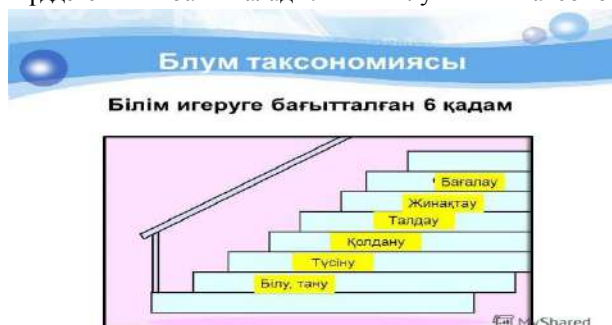 Блум таксономиясы
Білім игеруге бағытталған 6 қадам
Бағалау
Жинақтау
Талдау
Қолдану
Түсіну
Білу, тану
MyShared